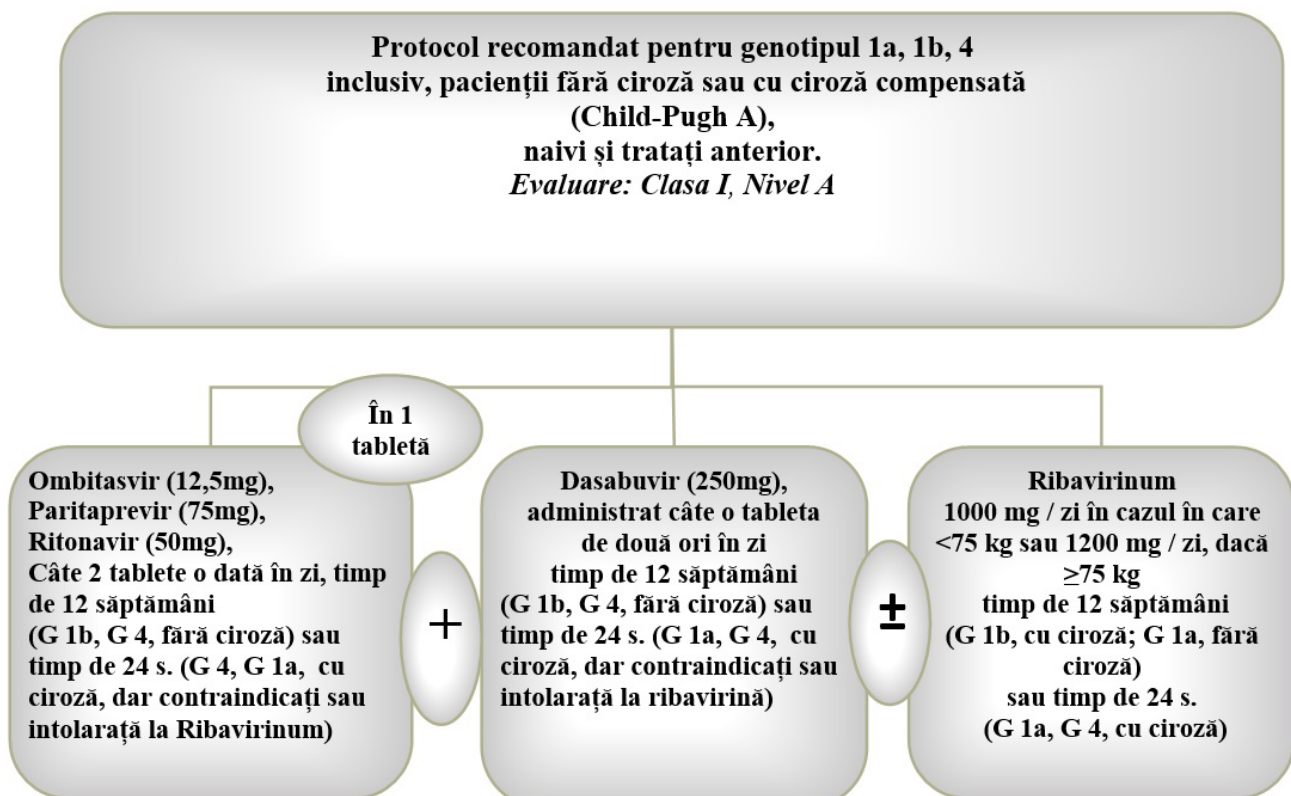 Protocol recomandat pentru genotipul 1a, 1b, 4
inclusiv, pacienții fără ciroză sau cu ciroză compensată
(Child-Pugh A),
naivi și tratați anterior.
Evaluare: Clasa I, Nivel A
În 1
tabletă
Ombitasvir (12,5mg),
Paritaprevir (75mg),
Ritonavir (50mg),
Câte 2 tablete o dată în zi, timp
de 12 săptămâni
(G 1b, G 4, fără ciroză) sau
timp de 24 s. (G 4, G 1a, cu
ciroză, dar contraindicați sau
intolarață la Ribavirinum)
+
Dasabuvir (250mg),
administrat câte o tableta
de două ori în zi
timp de 12 săptămâni
(G 1b, G 4, fără ciroză) sau
timp de 24 s. (G 1a, G 4, cu
ciroză, dar contraindicați sau
intolarață la ribavirină)
±
Ribavirinum
1000 mg / zi în cazul în care
<75 kg sau 1200 mg / zi, dacă
≥75 kg
timp de 12 săptămâni
(G 1b, cu ciroză; G 1a, fără
ciroză)
sau timp de 24 s.
(G 1a, G 4, cu ciroză)